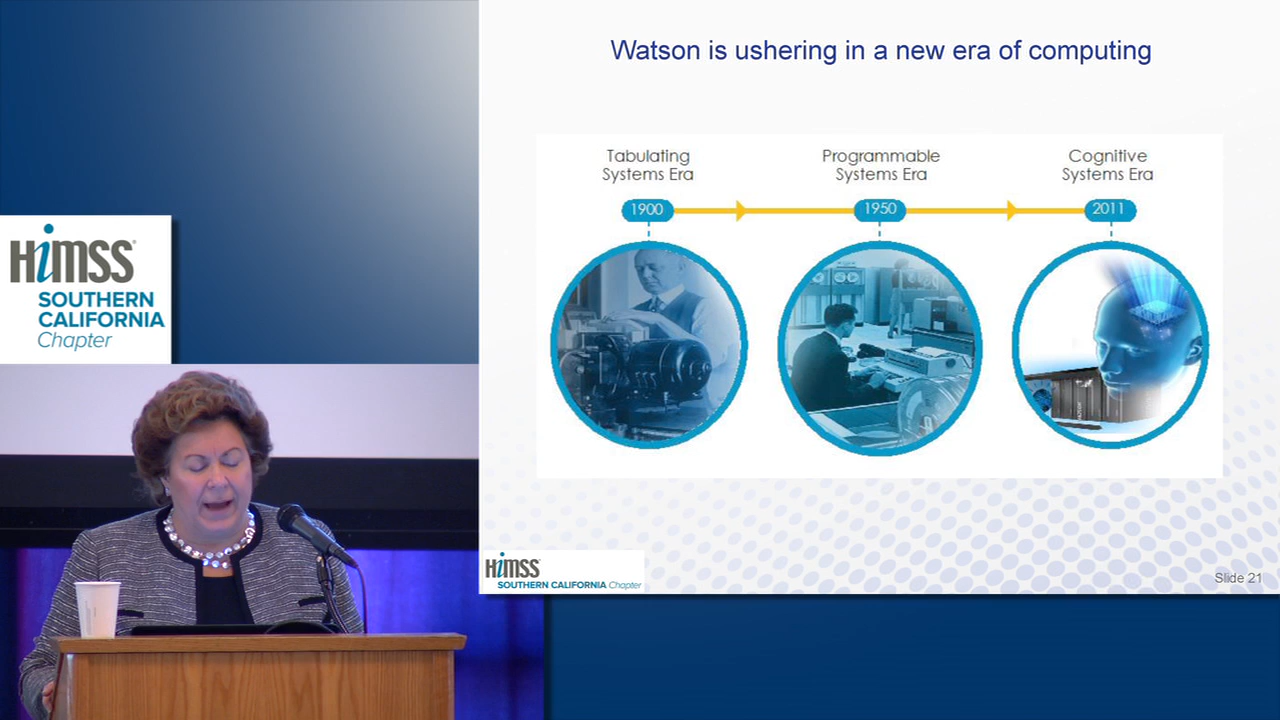 Watson is ushering in a new era of computing
Tabulating
Systems Era
Programmable
Systems Era
Cognitive
Systems Era
1900
1950
2011
HiMSS
SOUTHERN
CALIFORNIA
Chapter
HiMSS
SOUTHERN CALIFORNIA Chapter
Slide 21